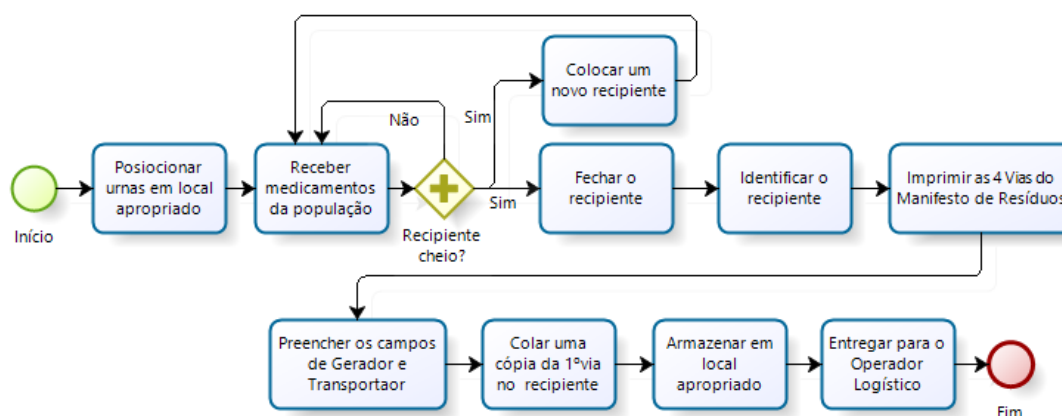 Colocar um
novo recipiente
Não
Sim
Início
Posiocionar
urnas em local
apropriado
Receber
medicamentos
da população
Recipiente
cheio?
Sim
Fechar o
recipiente
Identificar o
recipiente
Imprimir as 4 Vias do
Manifesto de Resíduos
Preencher os campos
de Gerador e
Transportaor
Colar uma
cópia da 1ºvia
no recipiente
Armazenar em
local
apropriado
Entregar para o
Operador
Logístico
Fim